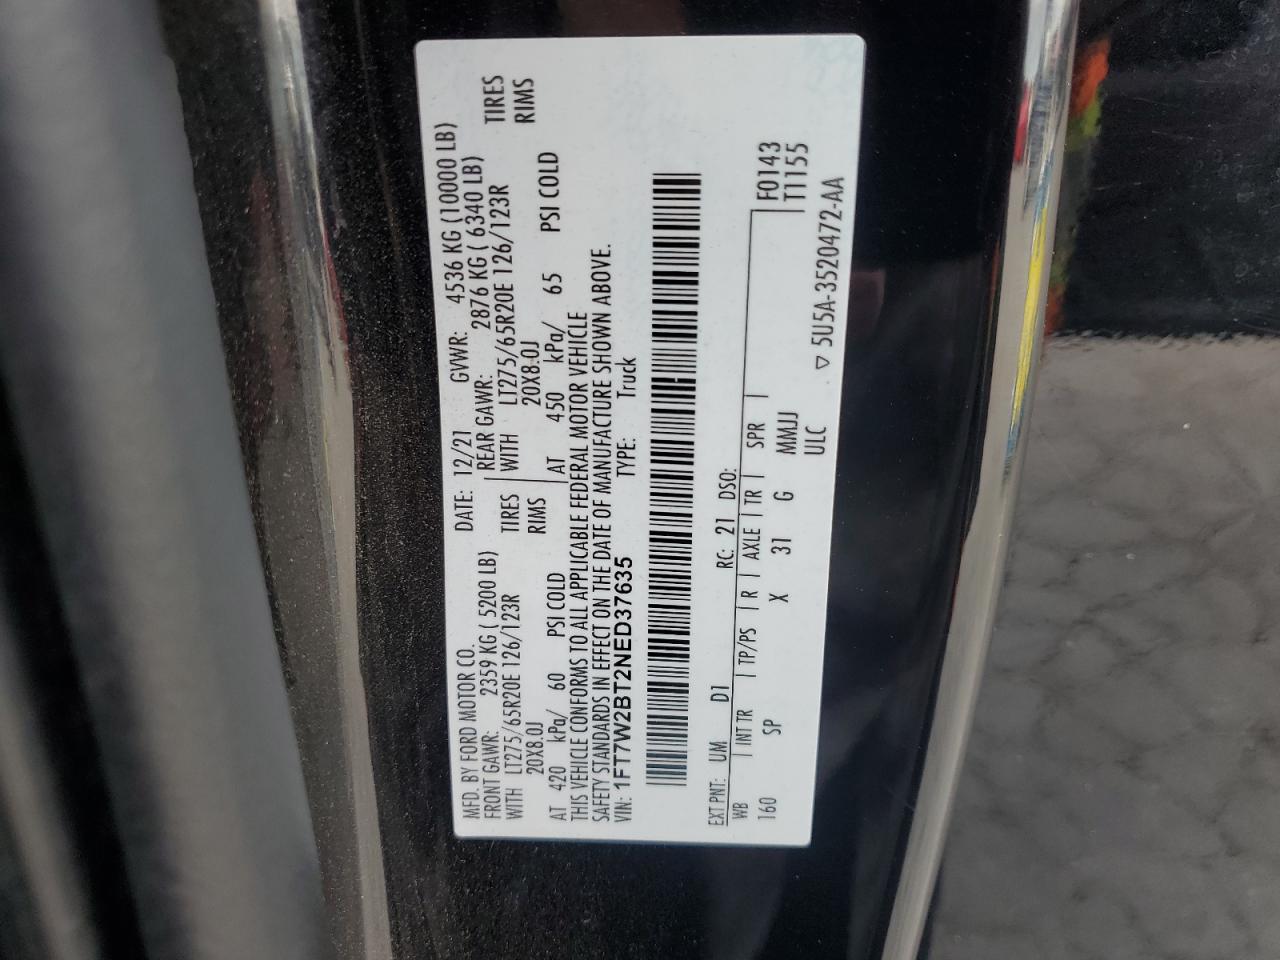 MFD. BY FORD MOTOR CO. DATE: 12/21 GVWR: 4536 KG (10000 LB)
FRONT GAWR: 2359 KG ( 5200 LB) REAR GAWR: 2876 KG ( 6340 LB)
WITH LT275/65R20E 126/123R TIRES WITH LT275/65R20E 126/123R TIRES
20X8.0J RIMS 20X8.0J RIMS
AT 420 kPa/ 60 PSI COLD AT 450 kPa/ 65 PSI COLD
THIS VEHICLE CONFORMS TO ALL APPLICABLE FEDERAL MOTOR VEHICLE
SAFETY STANDARDS IN EFFECT ON THE DATE OF MANUFACTURE SHOWN ABOVE.
VIN: 1FT7W2BT2NED37635 TYPE: Truck
EXT PNT: UM D1 RC: 21 DSO:
WB | INT TR | TP/PS | R | AXLE | TR | SPR | F0143
160 SP X 31 G MMJJ T1155
ULC
▽ 5U5A-3520472-AA